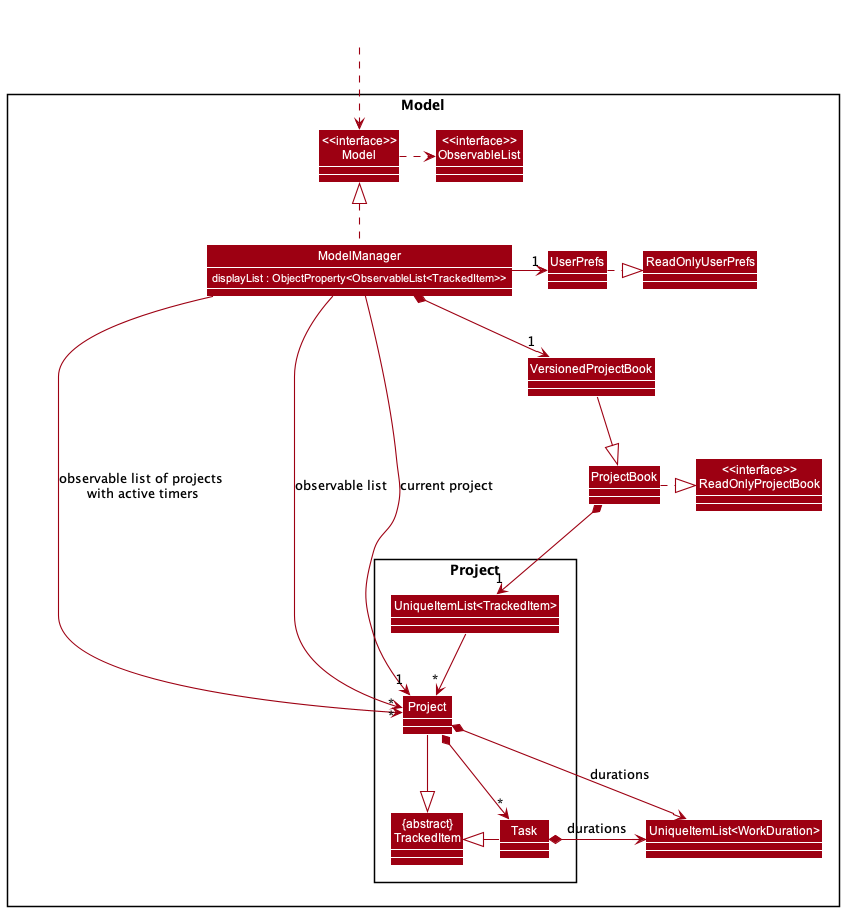 Model
<<interface>>
Model
<<interface>>
ObservableList
ModelManager
displayList : ObjectProperty<ObservableList<TrackedItem>>
1
UserPrefs
ReadOnlyUserPrefs
1
VersionedProjectBook
observable list of projects
with active timers
observable list
current project
ProjectBook
<<interface>>
ReadOnlyProjectBook
Project
1
UniqueItemList<TrackedItem>
*
1
*
*
Project
durations
*
{abstract}
TrackedItem
Task
durations
UniqueItemList<WorkDuration>